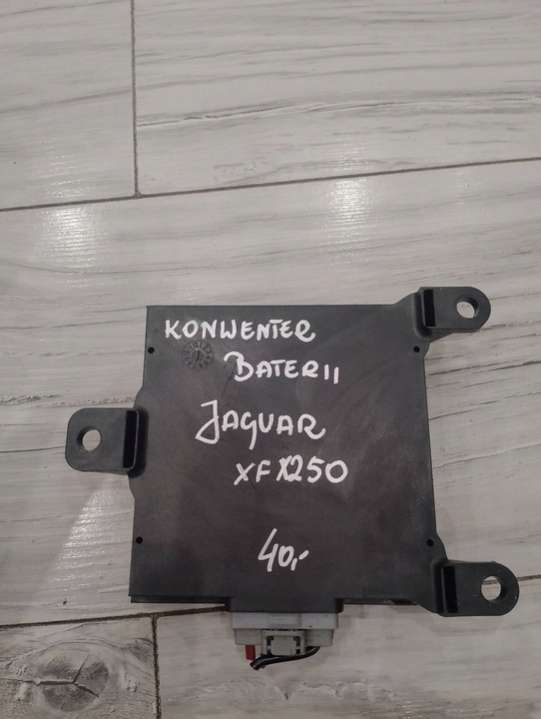 KONWENTER
BATERII
JAGUAR
XF X250
40,-